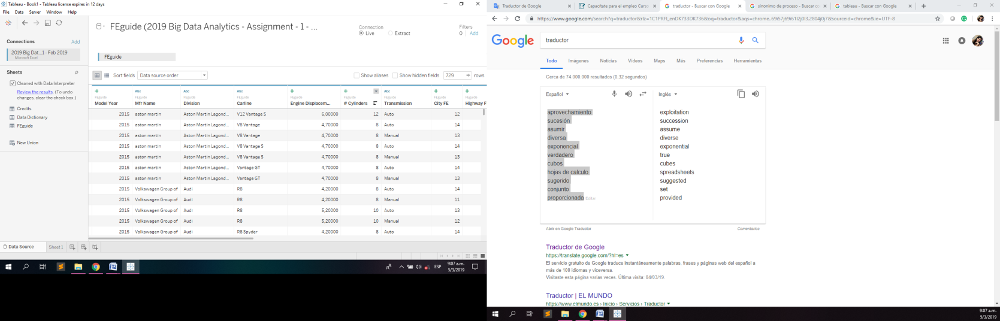 Tableau - Book1 - Tableau license expires in 12 days
File Data Server Window Help
Connections Add
2019 Big Dat...1 - Feb 2019
Microsoft Excel
Sheets
Cleaned with Data Interpreter
Review the results. (To undo
changes, clear the check box.)
Credits
Data Dictionary
FEguide
New Union
FEguide (2019 Big Data Analytics - Assignment - 1 - ...
Connection
Live Extract
Filters
0 | Add
FEguide
Sort fields Data source order
Show aliases Show hidden fields 729 rows
# Abc Abc Abc # # Abc # #
FEguide FEguide FEguide FEguide FEguide FEguide FEguide FEguide FEguide
Model Year Mfr Name Division Carline Engine Displacem... # Cylinders Transmission City FE Highway F
2015 aston martin Aston Martin Lagond... V12 Vantage S 6,00000 12 Auto 12
2015 aston martin Aston Martin Lagond... V8 Vantage 4,70000 8 Auto 14
2015 aston martin Aston Martin Lagond... V8 Vantage 4,70000 8 Manual 13
2015 aston martin Aston Martin Lagond... V8 Vantage S 4,70000 8 Auto 14
2015 aston martin Aston Martin Lagond... V8 Vantage S 4,70000 8 Manual 13
2015 aston martin Aston Martin Lagond... Vantage GT 4,70000 8 Auto 14
2015 aston martin Aston Martin Lagond... Vantage GT 4,70000 8 Manual 13
2015 Volkswagen Group of Audi R8 4,20000 8 Auto 14
2015 Volkswagen Group of Audi R8 4,20000 8 Manual 11
2015 Volkswagen Group of Audi R8 5,20000 10 Auto 13
2015 Volkswagen Group of Audi R8 5,20000 10 Manual 12
2015 Volkswagen Group of Audi R8 Spyder 4,20000 8 Auto 14
Data Source Sheet 1
ESP 9:07 a.m.
5/3/2019
Traductor de Google
Capacítate para el empleo Curso
traductor - Buscar con Google
sinonimo de proceso - Buscar co
tableau - Buscar con Google
https://www.google.com/search?q=traductor&rlz=1C1PRFI_enDK733DK736&oq=traductor&aqs=chrome..69i57j69i61l2j0l3.2804j0j7&sourceid=chrome&ie=UTF-8
Google
traductor
Todo Imágenes Noticias Vídeos Maps Más Preferencias Herramientas
Cerca de 74.000.000 resultados (0,32 segundos)
Español Inglés
aprovechamiento exploitation
sucesión succession
asumir assume
diversa diverse
exponencial exponential
verdadero true
cubos cubes
hojas de calculo spreadsheets
sugerido suggested
conjunto set
proporcionada Editar provided
Abrir en Google Traductor Comentarios
Traductor de Google
https://translate.google.com/?hl=es
El servicio gratuito de Google traduce instantáneamente palabras, frases y páginas web del español a
más de 100 idiomas y viceversa.
Visitaste esta página varias veces. Última visita: 04/03/19.
Traductor | EL MUNDO
https://www.elmundo.es › Inicio › Servicios › Traductor
9:07 a.m.
5/3/2019